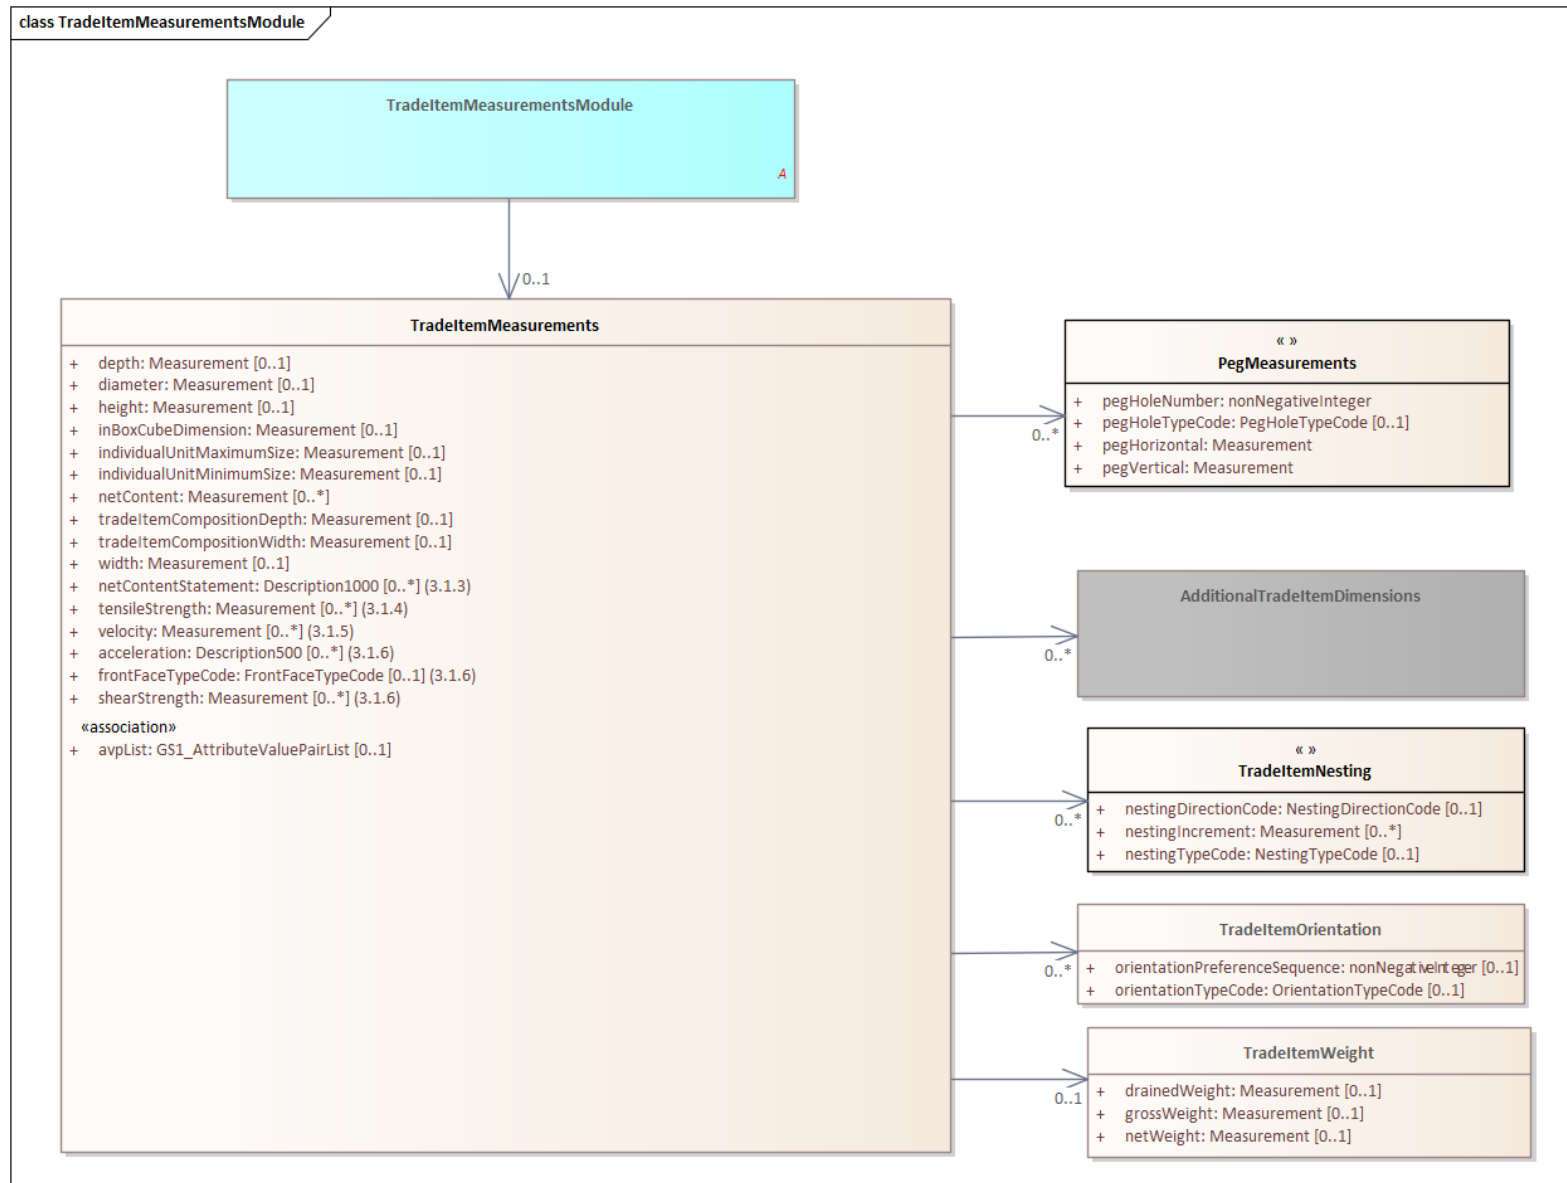 class TradeItemMeasurementsModule
TradeItemMeasurementsModule
A
0..1
TradeItemMeasurements
+ depth: Measurement [0..1]
+ diameter: Measurement [0..1]
+ height: Measurement [0..1]
+ inBoxCubeDimension: Measurement [0..1]
+ individualUnitMaximumSize: Measurement [0..1]
+ individualUnitMinimumSize: Measurement [0..1]
+ netContent: Measurement [0..*]
+ tradeItemCompositionDepth: Measurement [0..1]
+ tradeItemCompositionWidth: Measurement [0..1]
+ width: Measurement [0..1]
+ netContentStatement: Description1000 [0..*] (3.1.3)
+ tensileStrength: Measurement [0..*] (3.1.4)
+ velocity: Measurement [0..*] (3.1.5)
+ acceleration: Description500 [0..*] (3.1.6)
+ frontFaceTypeCode: FrontFaceTypeCode [0..1] (3.1.6)
+ shearStrength: Measurement [0..*] (3.1.6)
«association»
+ avpList: GS1_AttributeValuePairList [0..1]
0..*
« »
PegMeasurements
+ pegHoleNumber: nonNegativeInteger
+ pegHoleTypeCode: PegHoleTypeCode [0..1]
+ pegHorizontal: Measurement
+ pegVertical: Measurement
0..*
AdditionalTradeItemDimensions
0..*
« »
TradeItemNesting
+ nestingDirectionCode: NestingDirectionCode [0..1]
+ nestingIncrement: Measurement [0..*]
+ nestingTypeCode: NestingTypeCode [0..1]
0..*
TradeItemOrientation
+ orientationPreferenceSequence: nonNegativeInteger [0..1]
+ orientationTypeCode: OrientationTypeCode [0..1]
0..1
TradeItemWeight
+ drainedWeight: Measurement [0..1]
+ grossWeight: Measurement [0..1]
+ netWeight: Measurement [0..1]